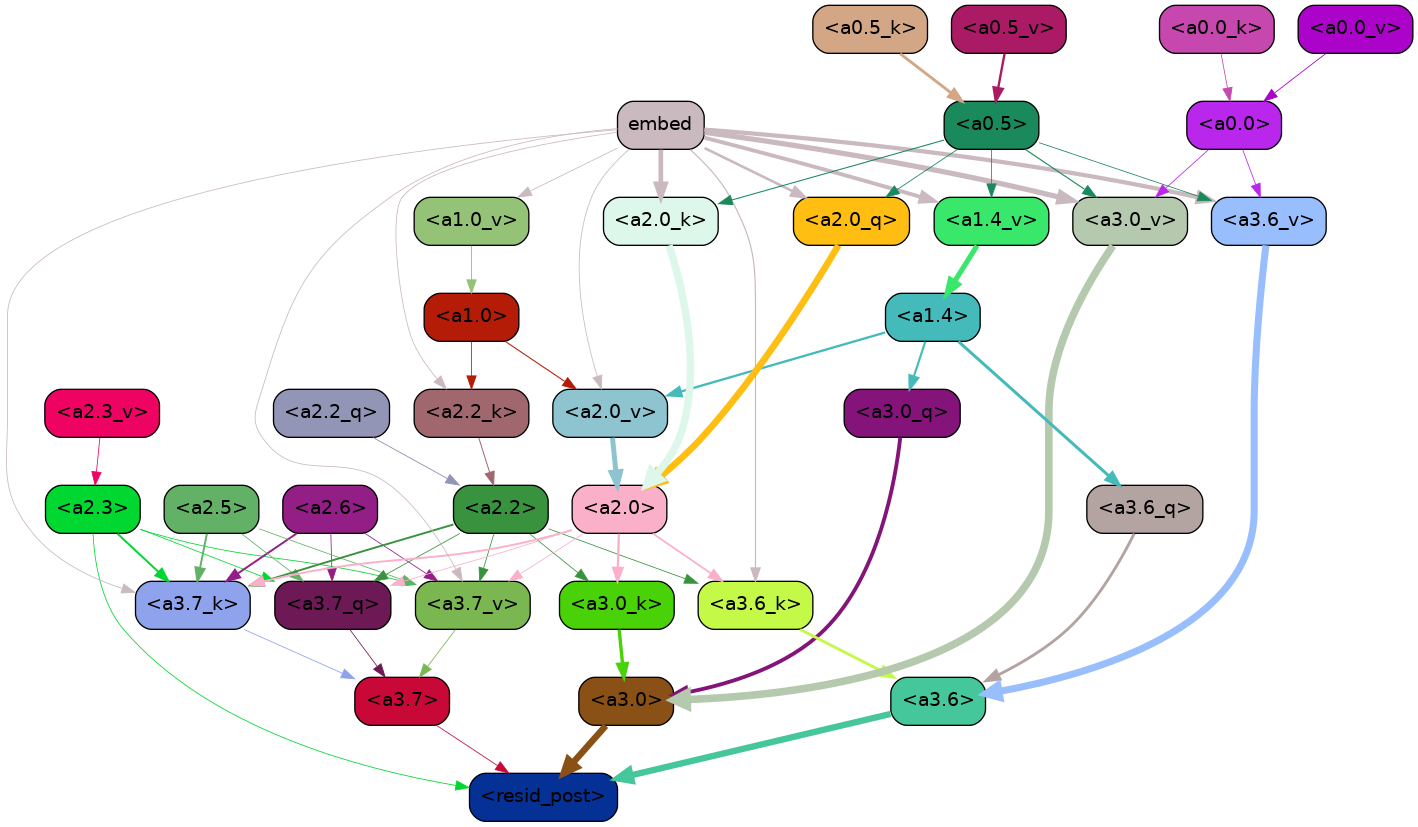 <a0.5_k> <a0.5_v> <a0.0_k> <a0.0_v>
embed <a0.5> <a0.0>
<a1.0_v> <a2.0_k> <a2.0_q> <a1.4_v> <a3.0_v> <a3.6_v>
<a1.0> <a1.4>
<a2.3_v> <a2.2_q> <a2.2_k> <a2.0_v> <a3.0_q>
<a2.3> <a2.5> <a2.6> <a2.2> <a2.0> <a3.6_q>
<a3.7_k> <a3.7_q> <a3.7_v> <a3.0_k> <a3.6_k>
<a3.7> <a3.0> <a3.6>
<resid_post>